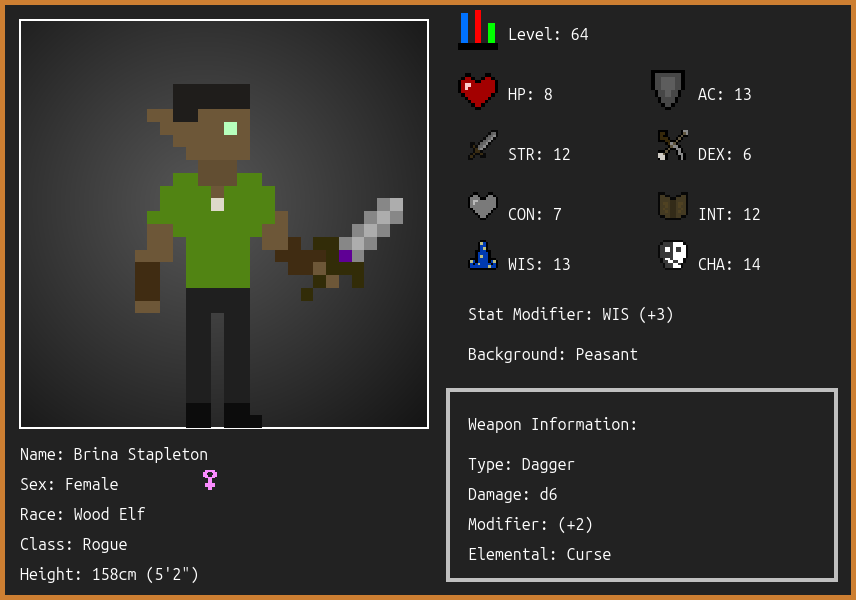 Level: 64
HP: 8
AC: 13
STR: 12
DEX: 6
CON: 7
INT: 12
WIS: 13
CHA: 14
Stat Modifier: WIS (+3)
Background: Peasant
Name: Brina Stapleton
Sex: Female
Race: Wood Elf
Class: Rogue
Height: 158cm (5'2")
Weapon Information:
Type: Dagger
Damage: d6
Modifier: (+2)
Elemental: Curse